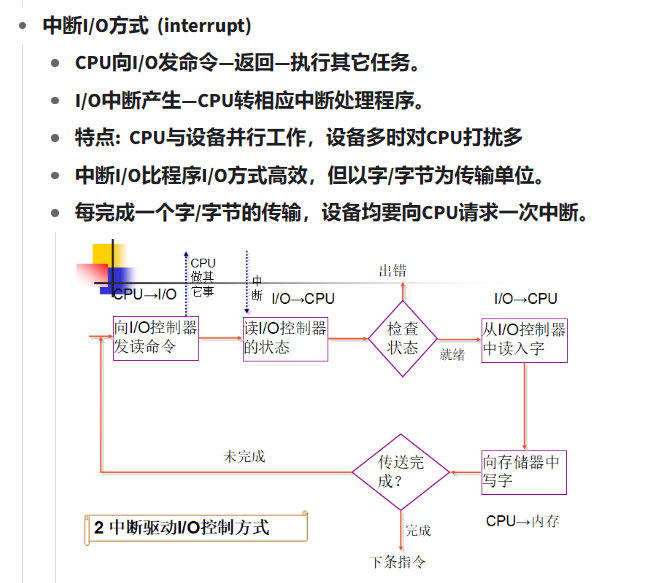 中断I/O方式 (interrupt)
CPU向I/O发命令—返回—执行其它任务。
I/O中断产生—CPU转相应中断处理程序。
特点: CPU与设备并行工作，设备多时对CPU打扰多
中断I/O比程序I/O方式高效，但以字/字节为传输单位。
每完成一个字/字节的传输，设备均要向CPU请求一次中断。
CPU
做其
它事
中
断
出错
CPU→I/O
I/O→CPU
I/O→CPU
向I/O控制器
发读命令
读I/O控制器
的状态
检查
状态
就绪
从I/O控制器
中读入字
未完成
传送完
成？
向存储器中
写字
CPU→内存
完成
下条指令
2 中断驱动I/O控制方式